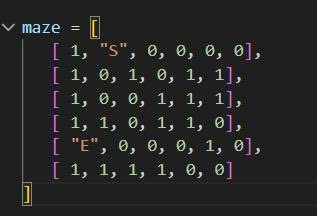 maze = [
[ 1, "S", 0, 0, 0, 0],
[ 1, 0, 1, 0, 1, 1],
[ 1, 0, 0, 1, 1, 1],
[ 1, 1, 0, 1, 1, 0],
[ "E", 0, 0, 0, 1, 0],
[ 1, 1, 1, 1, 0, 0]
]